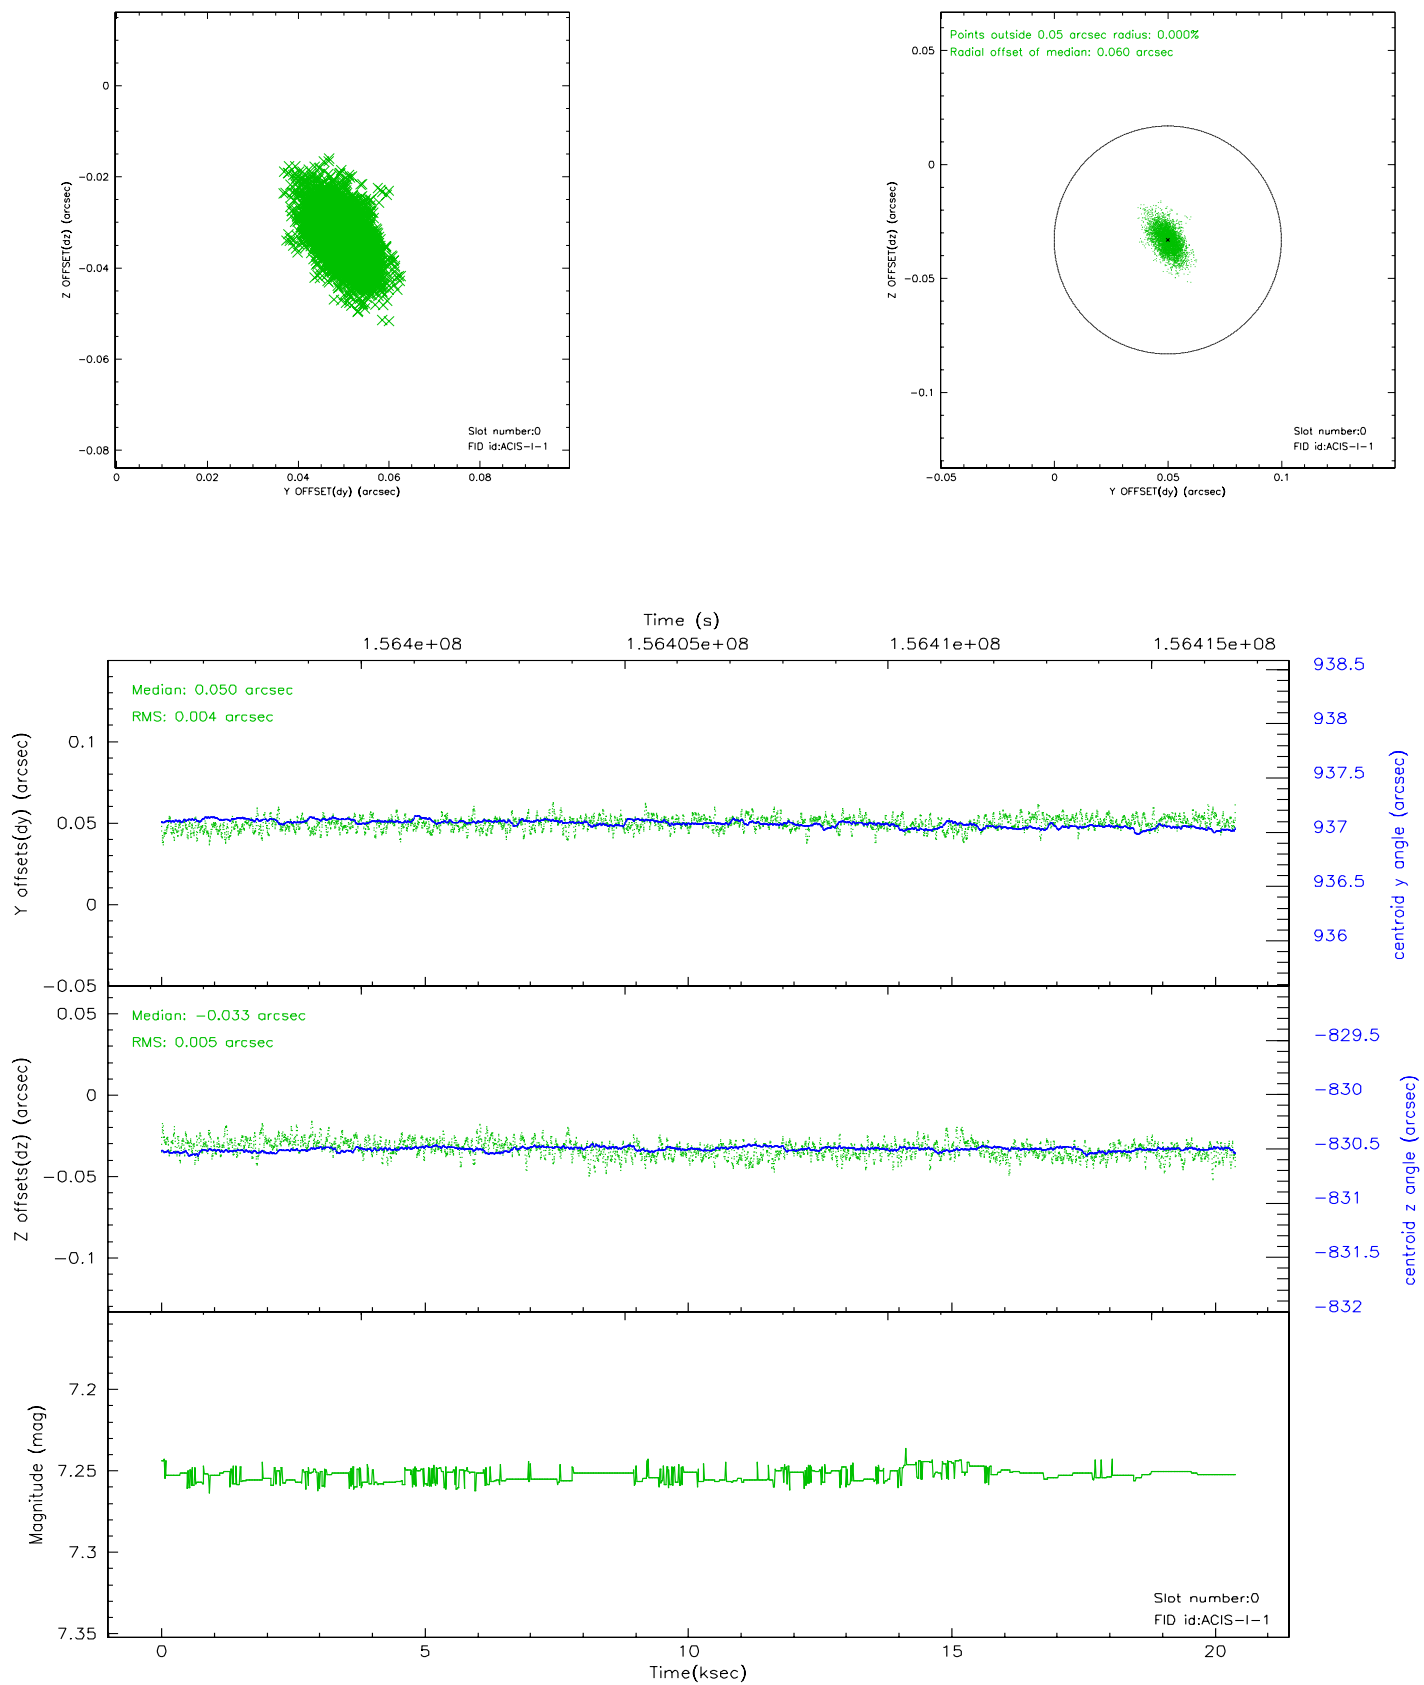 0
−0.02
−0.04
−0.06
−0.08
Z OFFSET(dz) (arcsec)
Slot number:0
FID id:ACIS−I−1
0 0.02 0.04 0.06 0.08
Y OFFSET(dy) (arcsec)
Points outside 0.05 arcsec radius: 0.000%
Radial offset of median: 0.060 arcsec
0.05
0
−0.05
−0.1
Z OFFSET(dz) (arcsec)
Slot number:0
FID id:ACIS−I−1
−0.05 0 0.05 0.1
Y OFFSET(dy) (arcsec)
Time (s)
1.564e+08 1.56405e+08 1.5641e+08 1.56415e+08
Median: 0.050 arcsec
RMS: 0.004 arcsec
0.1
0.05
0
−0.05
Y offsets(dy) (arcsec)
938.5
938
937.5
937
936.5
936
centroid y angle (arcsec)
Median: −0.033 arcsec
RMS: 0.005 arcsec
0.05
0
−0.05
−0.1
Z offsets(dz) (arcsec)
−829.5
−830
−830.5
−831
−831.5
−832
centroid z angle (arcsec)
7.2
7.25
7.3
7.35
Magnitude (mag)
Slot number:0
FID id:ACIS−I−1
0 5 10 15 20
Time(ksec)